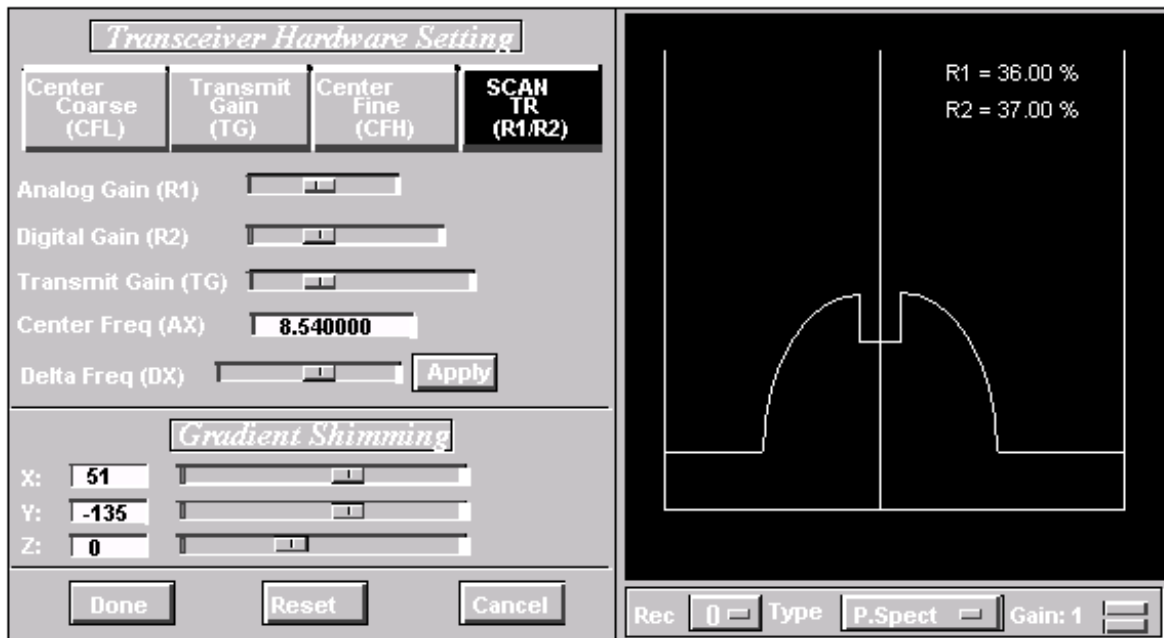 Transceiver Hardware Setting
Center Coarse (CFL)
Transmit Gain (TG)
Center Fine (CFH)
SCAN TR (R1/R2)
Analog Gain (R1)
Digital Gain (R2)
Transmit Gain (TG)
Center Freq (AX) 8.540000
Delta Freq (DX) Apply
Gradient Shimming
X: 51
Y: -135
Z: 0
Done Reset Cancel
R1 = 36.00 %
R2 = 37.00 %
Rec 0 Type P.Spect Gain: 1